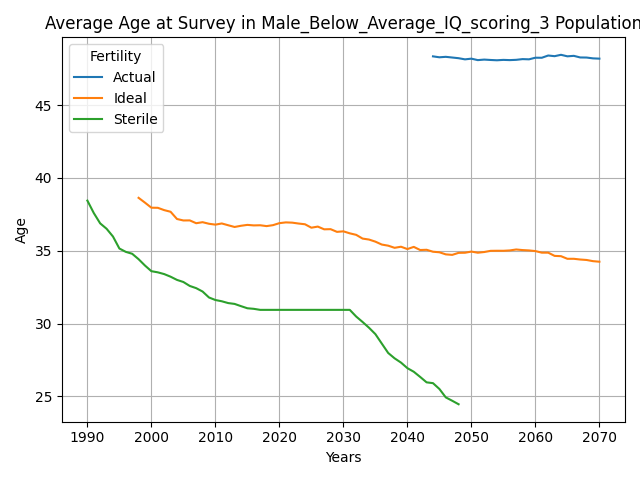 Average Age at Survey in Male_Below_Average_IQ_scoring_3 Population
Fertility
Actual
Ideal
Sterile
45
40
35
30
25
Age
1990 2000 2010 2020 2030 2040 2050 2060 2070
Years